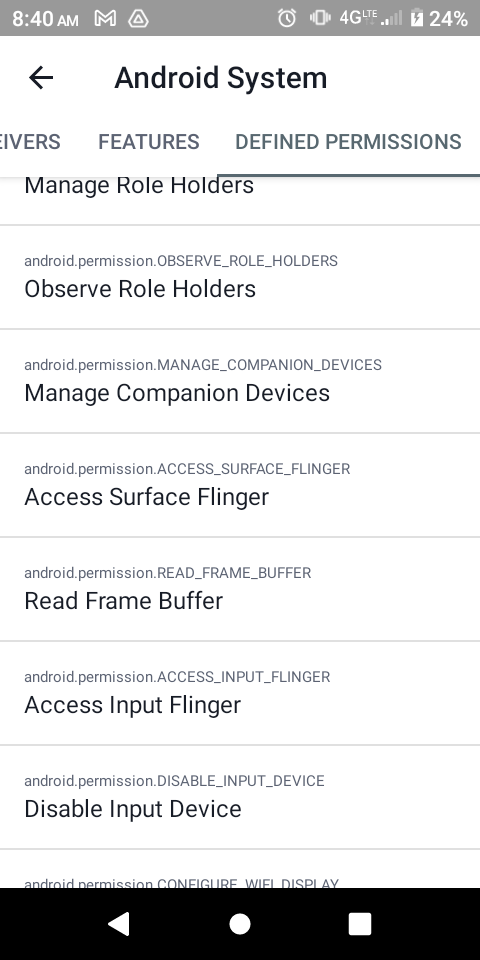 8:40 AM
4G LTE
24%
Android System
EIVERS
FEATURES
DEFINED PERMISSIONS
Manage Role Holders
android.permission.OBSERVE_ROLE_HOLDERS
Observe Role Holders
android.permission.MANAGE_COMPANION_DEVICES
Manage Companion Devices
android.permission.ACCESS_SURFACE_FLINGER
Access Surface Flinger
android.permission.READ_FRAME_BUFFER
Read Frame Buffer
android.permission.ACCESS_INPUT_FLINGER
Access Input Flinger
android.permission.DISABLE_INPUT_DEVICE
Disable Input Device
android.permission.CONFIGURE_WIFI_DISPLAY